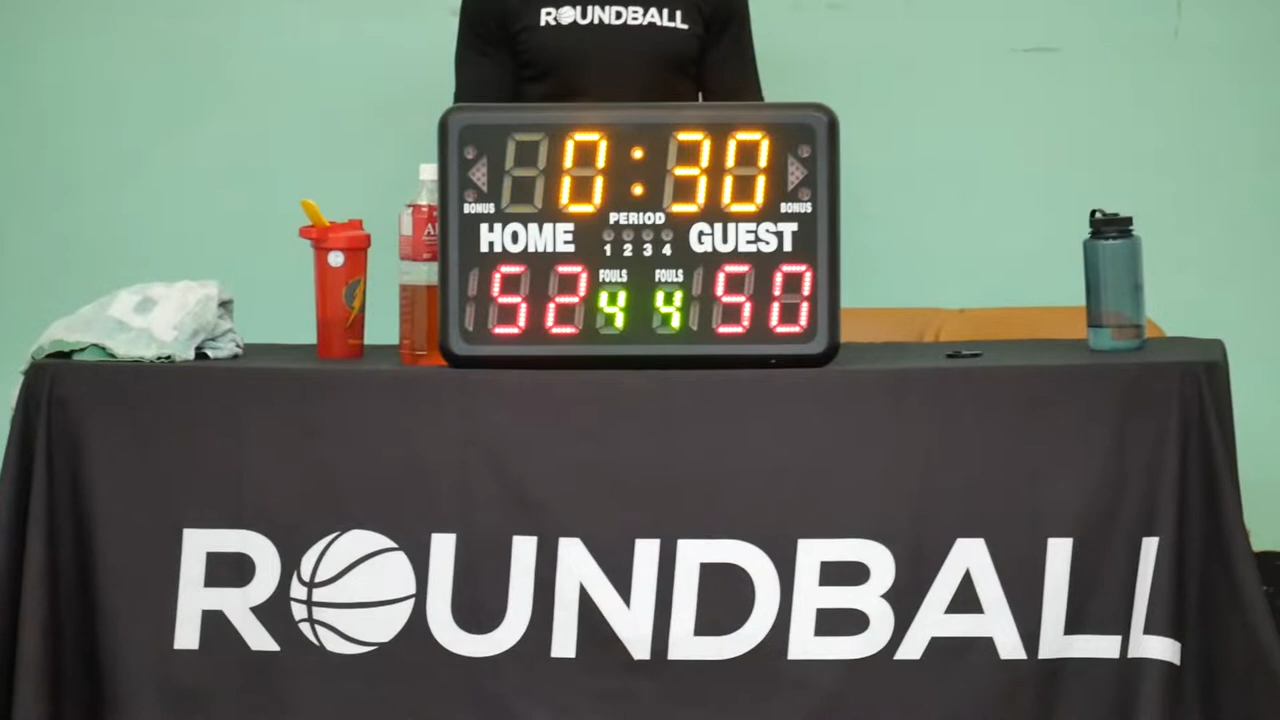 ROUNDBALL
0:30
BONUS PERIOD BONUS
HOME 1 2 3 4 GUEST
FOULS FOULS
52 4 4 50
ROUNDBALL